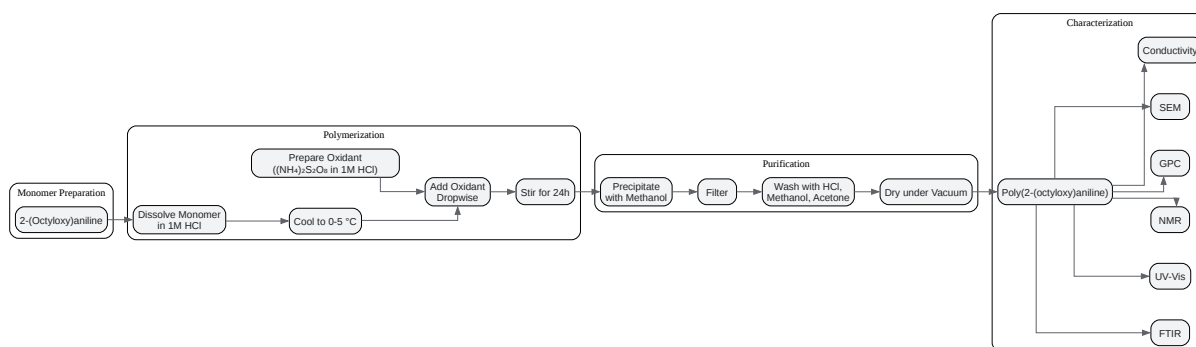 Monomer Preparation
2-(Octyloxy)aniline
Polymerization
Prepare Oxidant
((NH₄)₂S₂O₈ in 1M HCl)
Dissolve Monomer
in 1M HCl
Cool to 0-5 °C
Add Oxidant
Dropwise
Stir for 24h
Purification
Precipitate
with Methanol
Filter
Wash with HCl,
Methanol, Acetone
Dry under Vacuum
Characterization
Poly(2-(octyloxy)aniline)
Conductivity
SEM
GPC
NMR
UV-Vis
FTIR